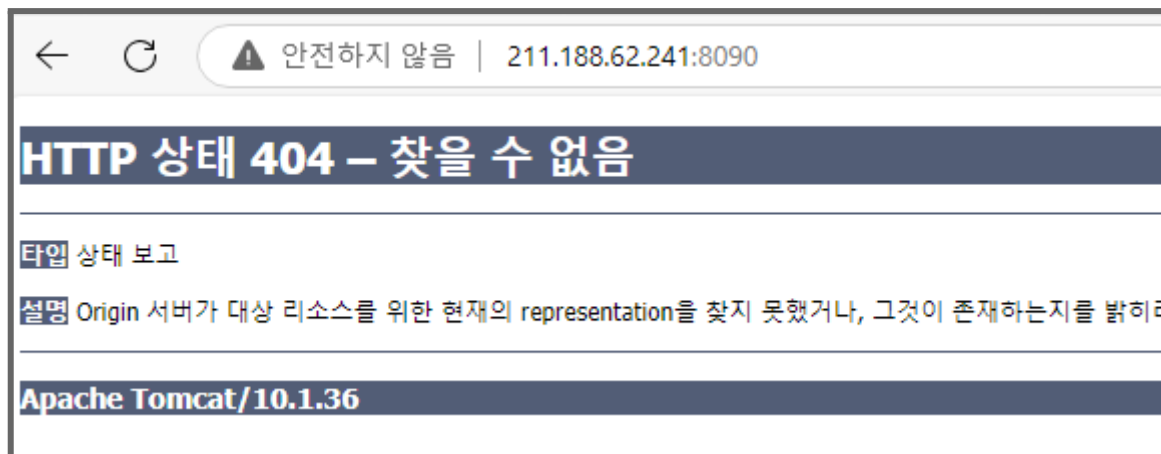 안전하지 않음 | 211.188.62.241:8090
HTTP 상태 404 – 찾을 수 없음
타입 상태 보고
설명 Origin 서버가 대상 리소스를 위한 현재의 representation을 찾지 못했거나, 그것이 존재하는지를 밝히
Apache Tomcat/10.1.36